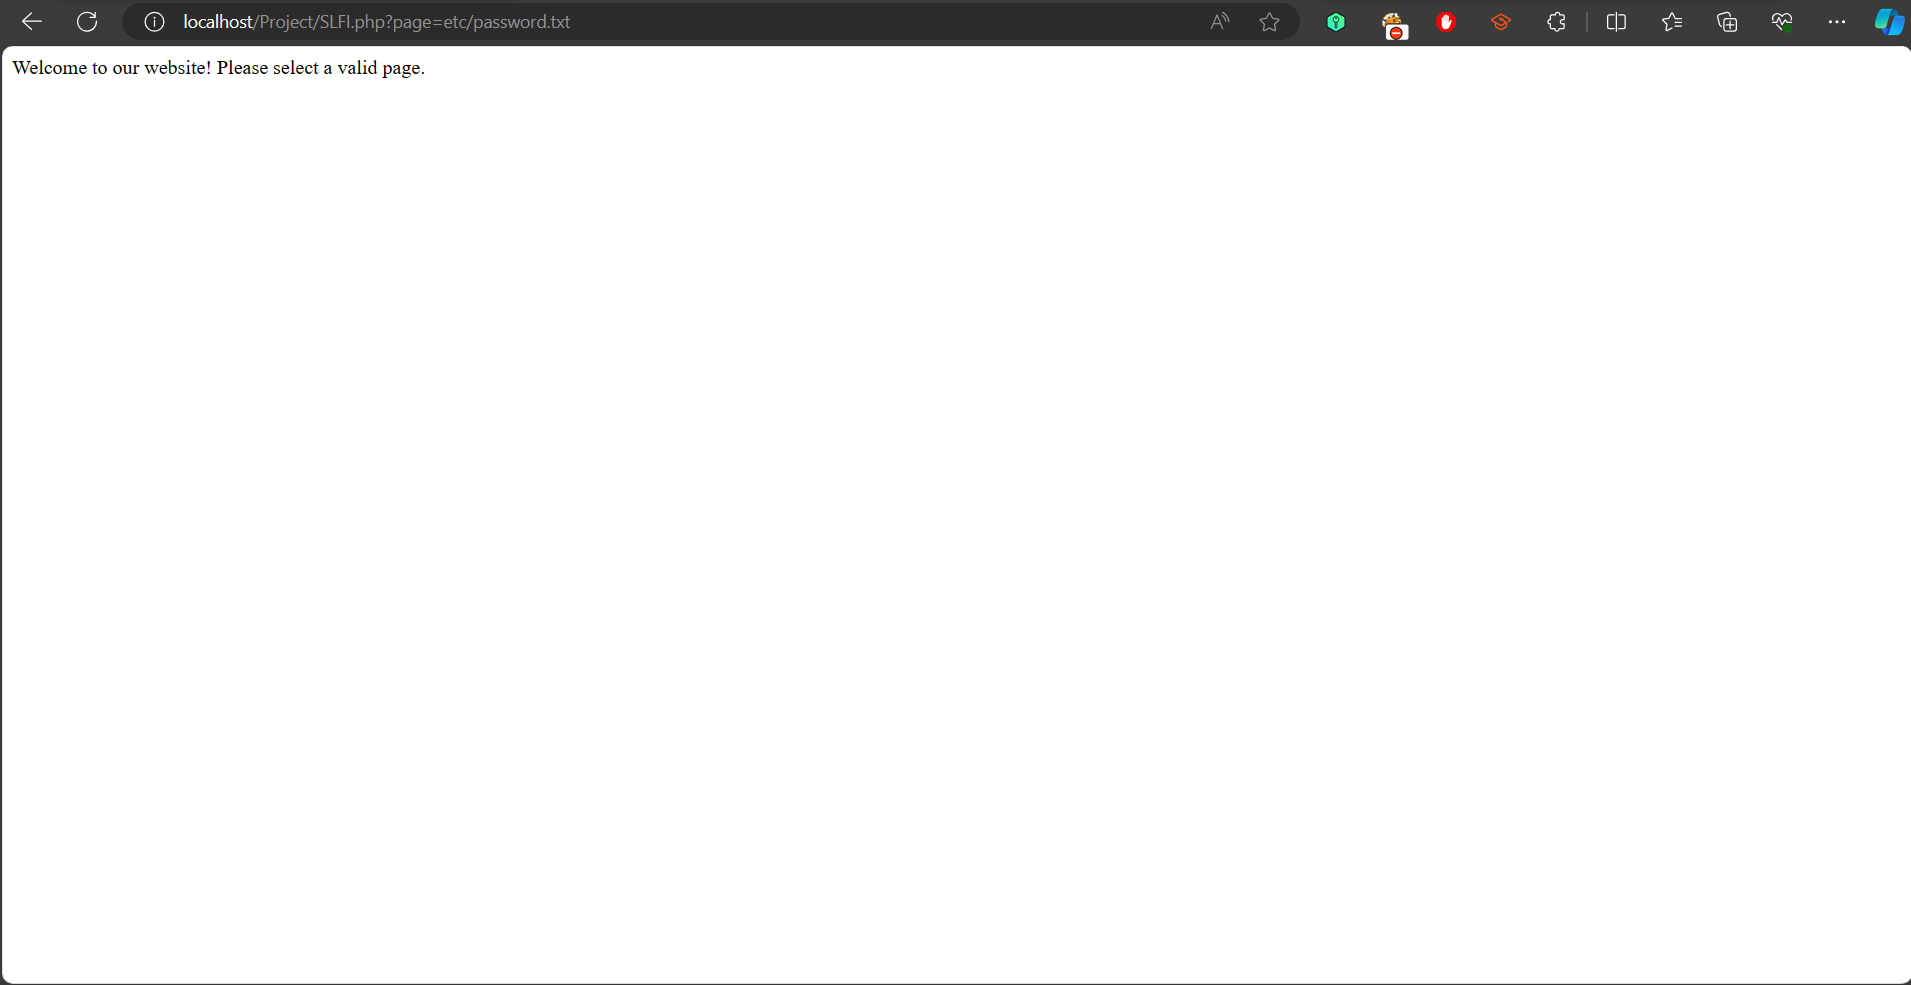 localhost/Project/SLFI.php?page=etc/password.txt
Welcome to our website! Please select a valid page.